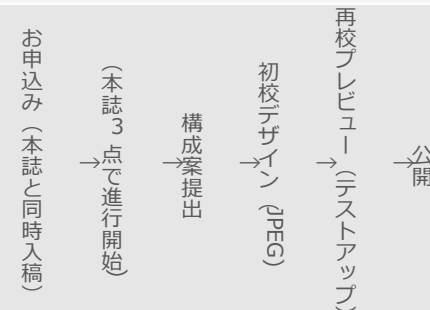 お申込み（本誌と同時入稿）
→
（本誌3点で進行開始）
→
構成案提出
→
初校デザイン（JPEG）
→
再校プレビュー（テストアップ）
→
公開